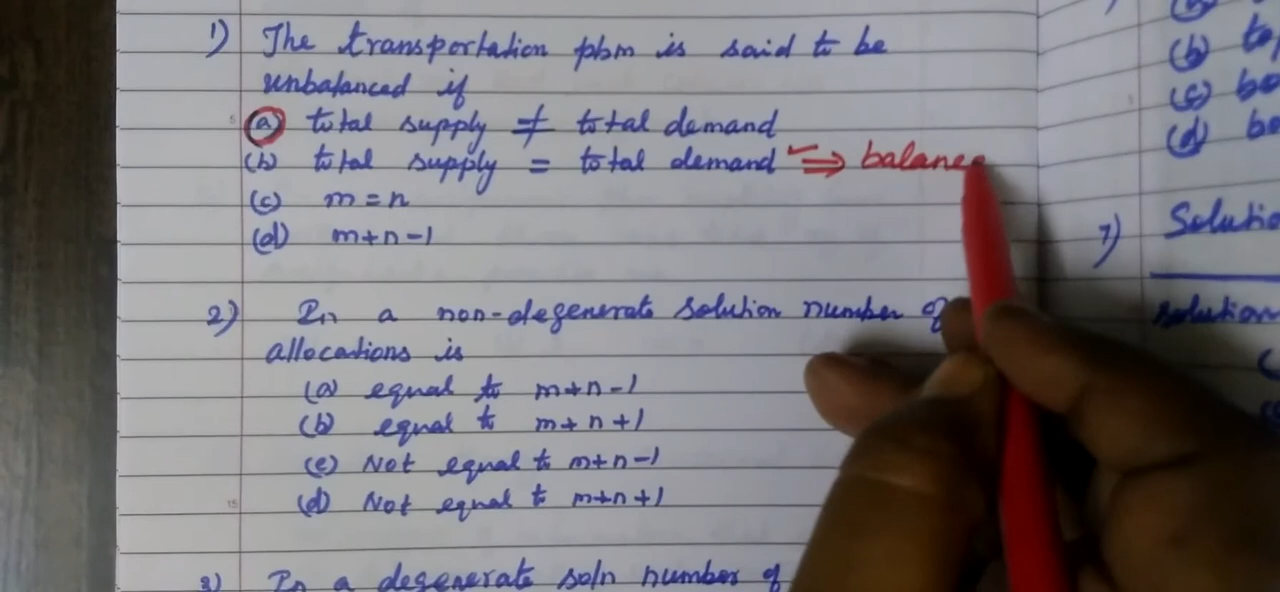 1) The transportation pbm is said to be
unbalanced if
(a) total supply ≠ total demand
(b) total supply = total demand ⇒ balance
(c) m = n
(d) m+n-1
2) In a non-degenerate solution number of
allocations is
(a) equal to m+n-1
(b) equal to m+n+1
(c) Not equal to m+n-1
(d) Not equal to m+n+1
3) In a degenerate soln number of
(b)
(c)
(d)
7) Solutio
solution